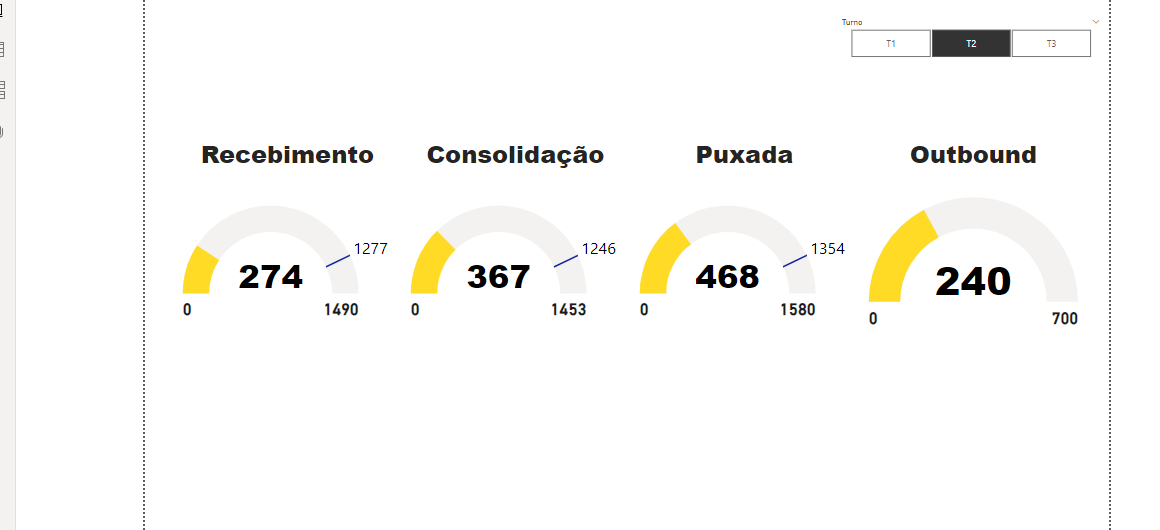 Turno
T1 T2 T3
Recebimento Consolidação Puxada Outbound
1277 1246 1354
274 367 468 240
0 1490 0 1453 0 1580 0 700